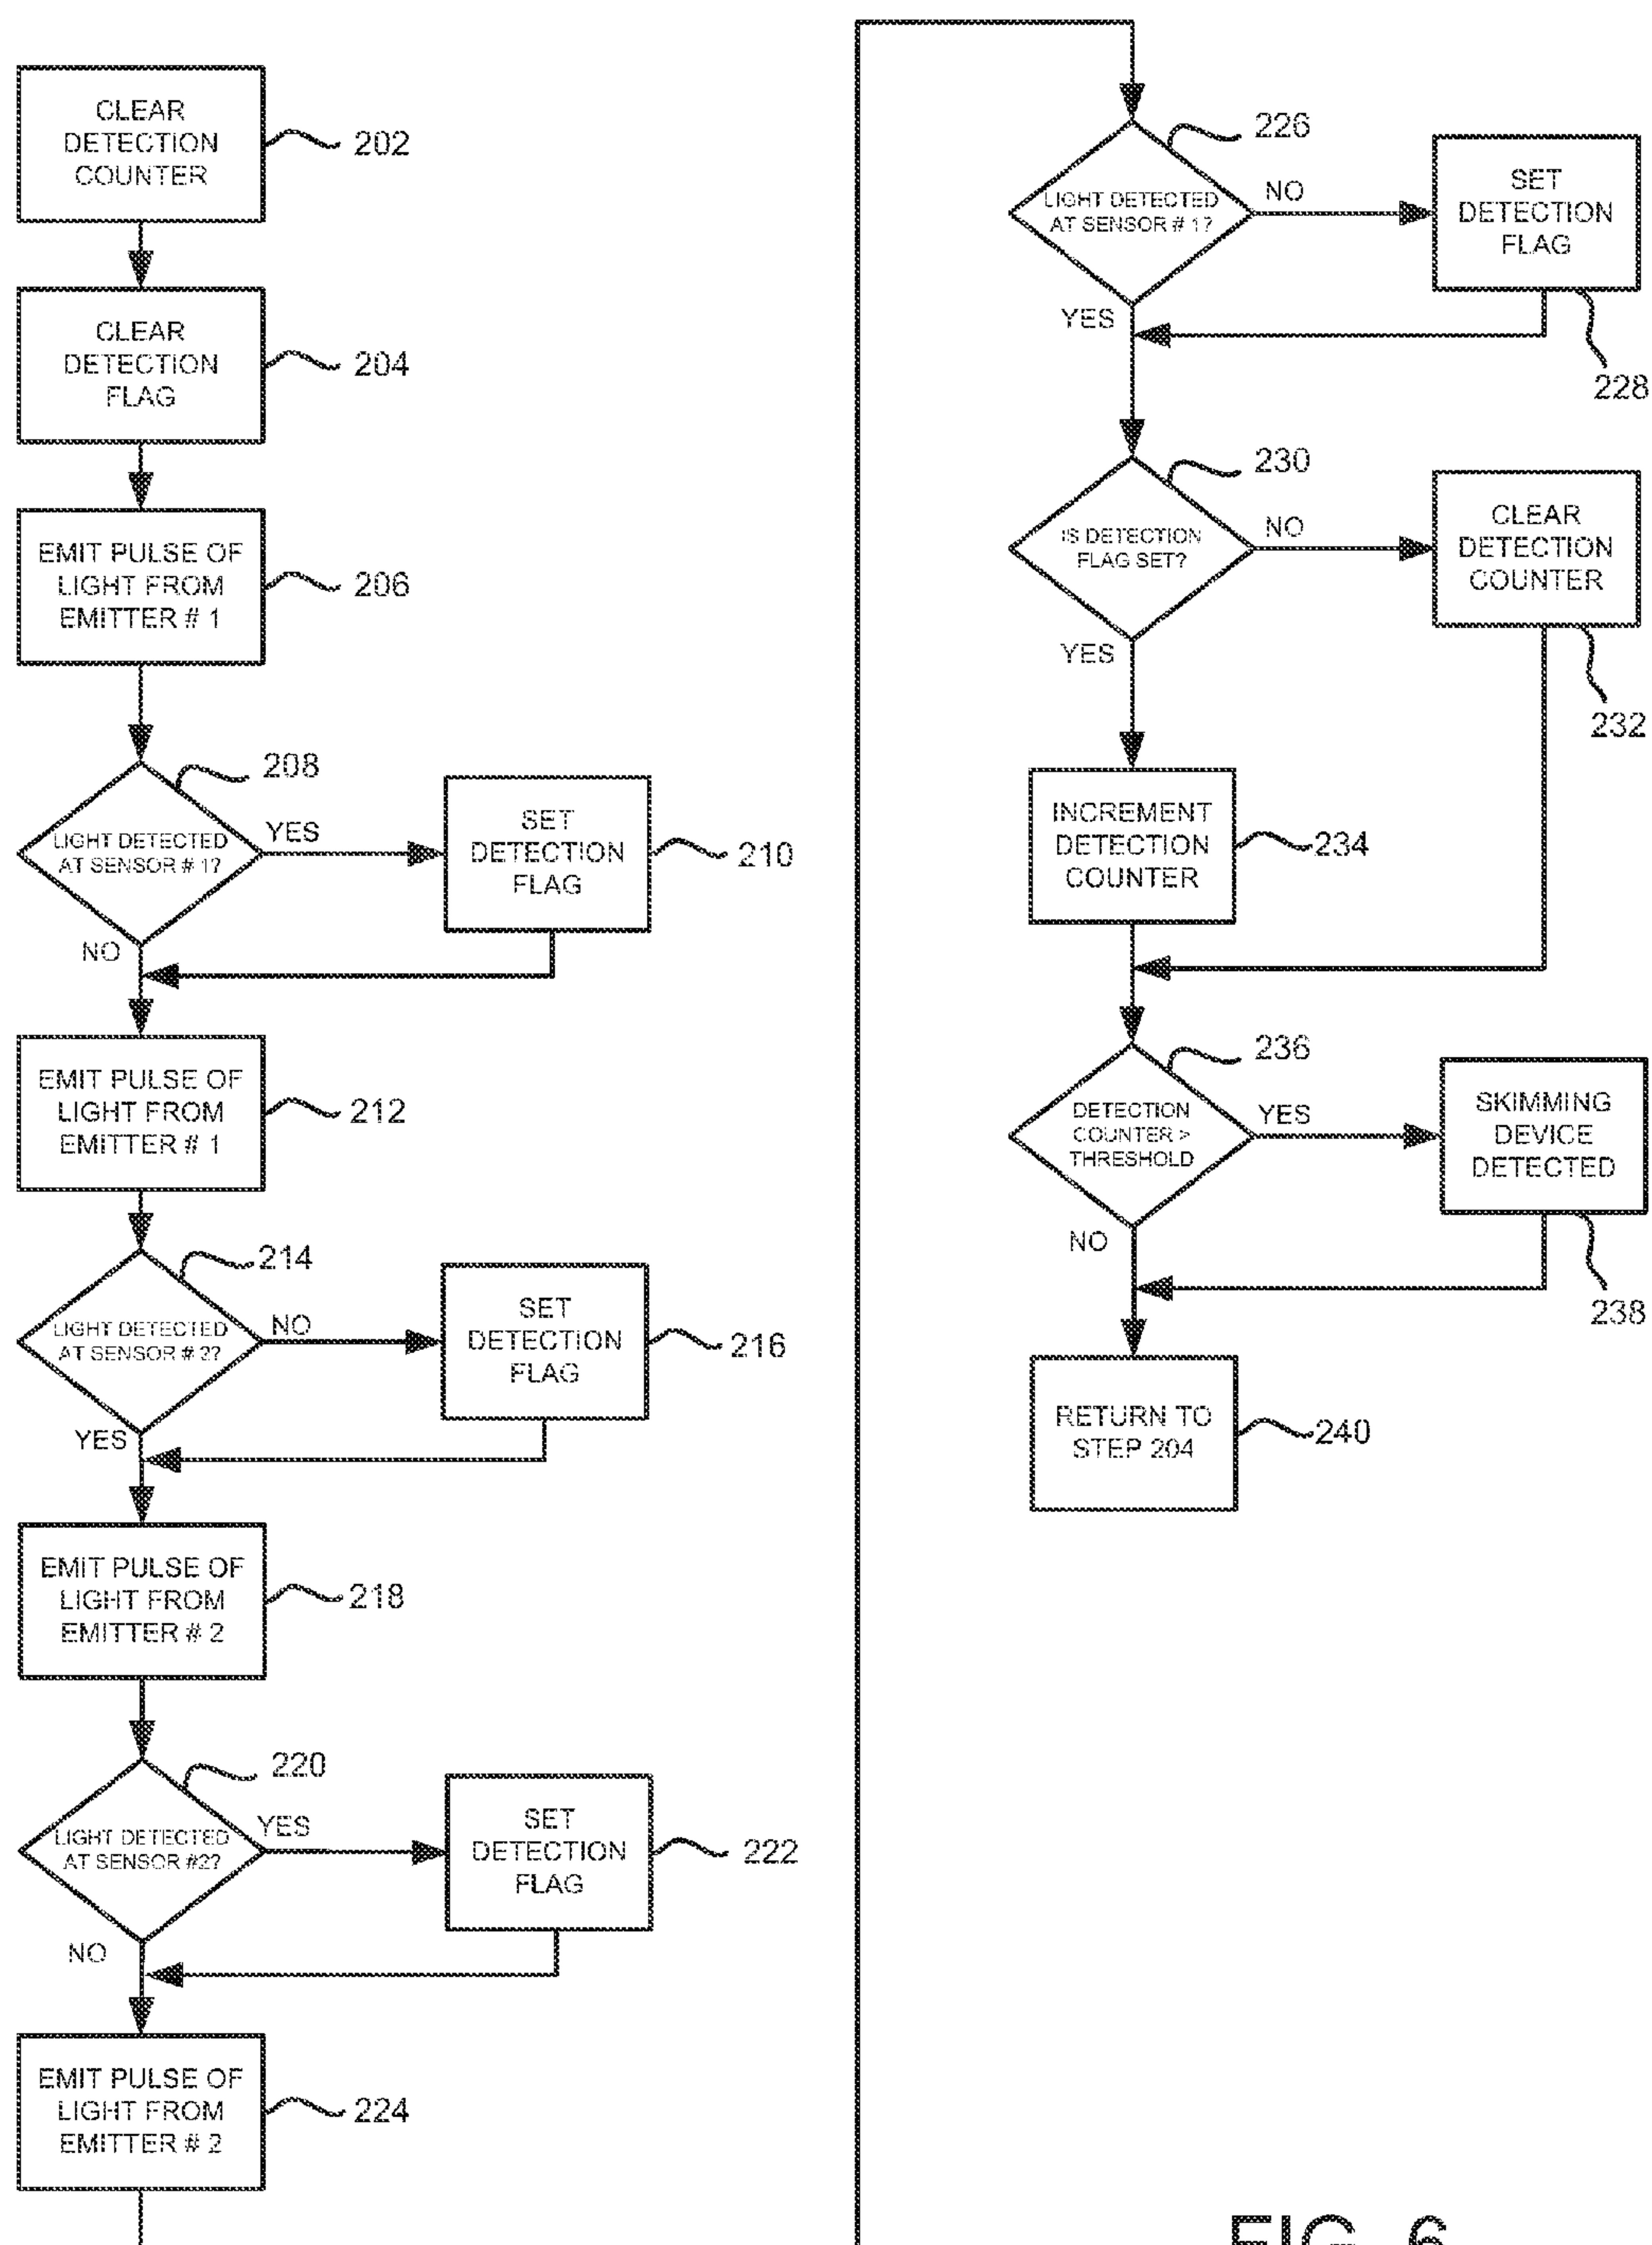 CLEAR
DETECTION
COUNTER
202
CLEAR
DETECTION
FLAG
204
EMIT PULSE OF
LIGHT FROM
EMITTER # 1
206
208
LIGHT DETECTED
AT SENSOR # 1?
YES
NO
SET
DETECTION
FLAG
210
EMIT PULSE OF
LIGHT FROM
EMITTER # 1
212
214
LIGHT DETECTED
AT SENSOR # 2?
NO
YES
SET
DETECTION
FLAG
216
EMIT PULSE OF
LIGHT FROM
EMITTER # 2
218
220
LIGHT DETECTED
AT SENSOR #2?
YES
NO
SET
DETECTION
FLAG
222
EMIT PULSE OF
LIGHT FROM
EMITTER # 2
224
226
LIGHT DETECTED
AT SENSOR # 1?
NO
YES
SET
DETECTION
FLAG
228
230
IS DETECTION
FLAG SET?
NO
YES
CLEAR
DETECTION
COUNTER
232
INCREMENT
DETECTION
COUNTER
234
236
DETECTION
COUNTER >
THRESHOLD
YES
NO
SKIMMING
DEVICE
DETECTED
238
RETURN TO
STEP 204
240
FIG. 6